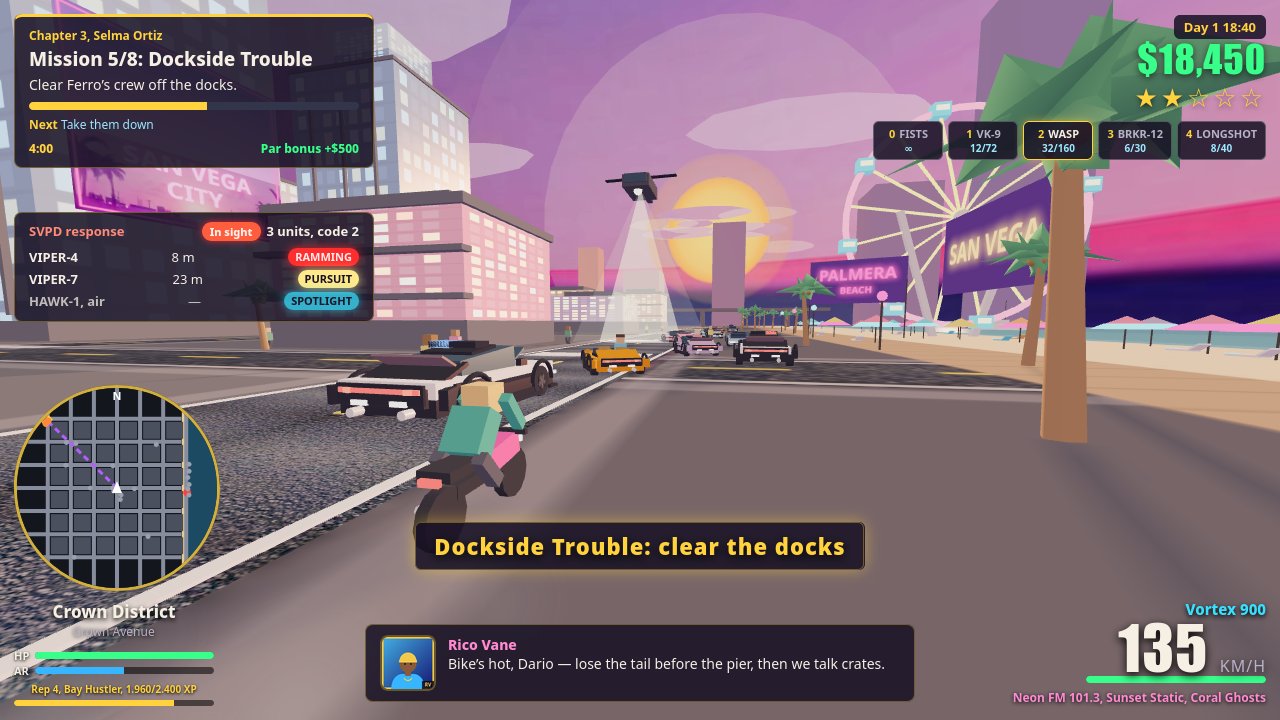 Chapter 3, Selma Ortiz
Mission 5/8: Dockside Trouble
Clear Ferro's crew off the docks.
Next Take them down
4:00 Par bonus +$500
SAN VEGA
CITY
SVPD response In sight 3 units, code 2
VIPER-4 8 m RAMMING
VIPER-7 23 m PURSUIT
HAWK-1, air — SPOTLIGHT
Day 1 18:40
$18,450
★★☆☆☆
0 FISTS
∞
1 VK-9
12/72
2 WASP
32/160
3 BRKR-12
6/30
4 LONGSHOT
8/40
SAN VEGA
PALMERA
BEACH
N
Crown District
Crown Avenue
HP
AR
Rep 4, Bay Hustler, 1.960/2.400 XP
Dockside Trouble: clear the docks
Rico Vane
Bike's hot, Dario — lose the tail before the pier, then we talk crates.
RV
Vortex 900
135 KM/H
Neon FM 101.3, Sunset Static, Coral Ghosts